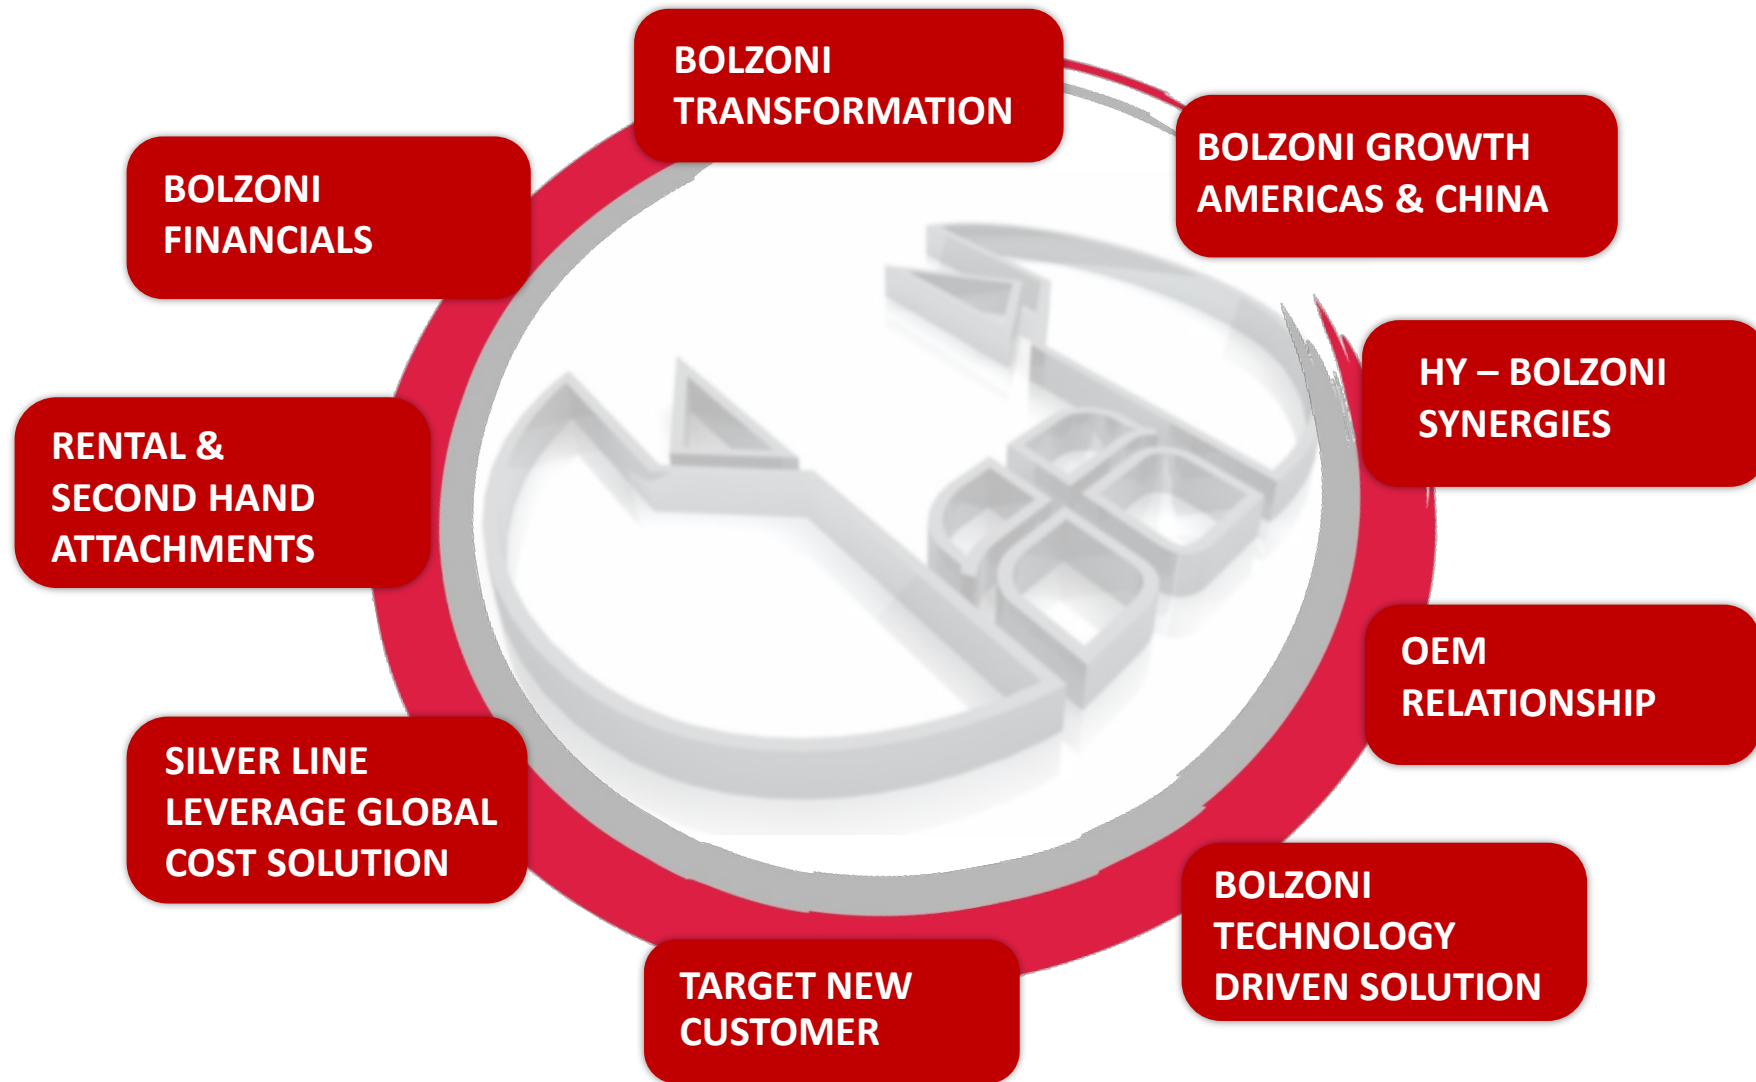 BOLZONI
TRANSFORMATION
BOLZONI GROWTH
AMERICAS & CHINA
HY – BOLZONI
SYNERGIES
OEM
RELATIONSHIP
BOLZONI
TECHNOLOGY
DRIVEN SOLUTION
TARGET NEW
CUSTOMER
SILVER LINE
LEVERAGE GLOBAL
COST SOLUTION
RENTAL &
SECOND HAND
ATTACHMENTS
BOLZONI
FINANCIALS